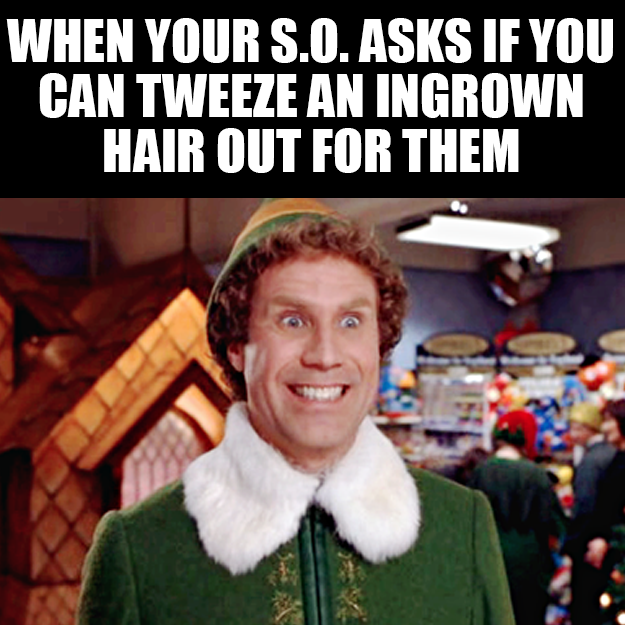 WHEN YOUR S.O. ASKS IF YOU
CAN TWEEZE AN INGROWN
HAIR OUT FOR THEM